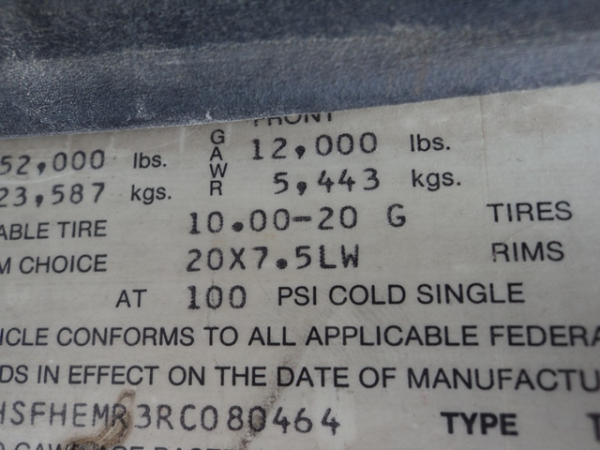 FRONT
52,000 lbs. GAWR 12,000 lbs.
23,587 kgs. 5,443 kgs.
ABLE TIRE 10.00-20 G TIRES
M CHOICE 20X7.5LW RIMS
AT 100 PSI COLD SINGLE
ICLE CONFORMS TO ALL APPLICABLE FEDERA
DS IN EFFECT ON THE DATE OF MANUFACTU
HSFHEMR3RC080464 TYPE T